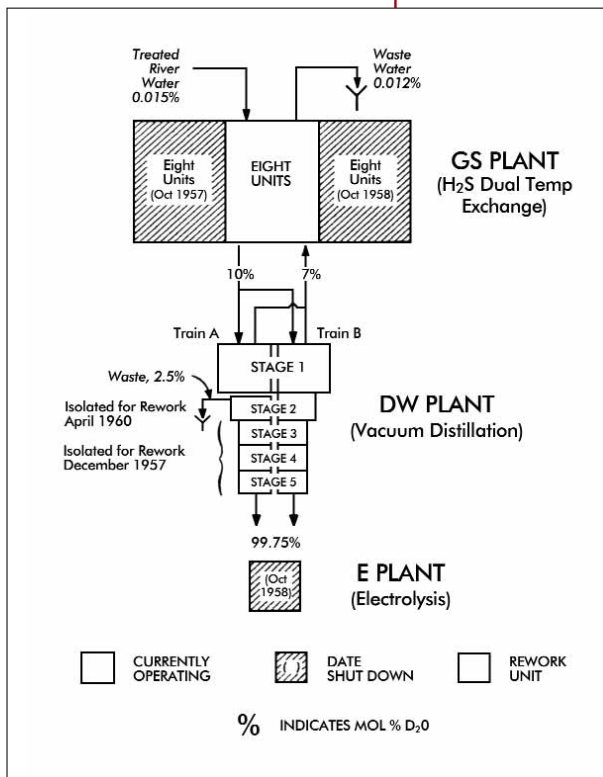 Treated
River
Water
0.015%
Waste
Water
0.012%
Eight
Units
(Oct 1957)
EIGHT
UNITS
Eight
Units
(Oct 1958)
GS PLANT
(H2S Dual Temp
Exchange)
10%
7%
Train A
Train B
STAGE 1
Waste, 2.5%
Isolated for Rework
April 1960
STAGE 2
DW PLANT
(Vacuum Distillation)
Isolated for Rework
December 1957
STAGE 3
STAGE 4
STAGE 5
99.75%
(Oct
1958)
E PLANT
(Electrolysis)
CURRENTLY
OPERATING
( )
DATE
SHUT DOWN
REWORK
UNIT
% INDICATES MOL % D20